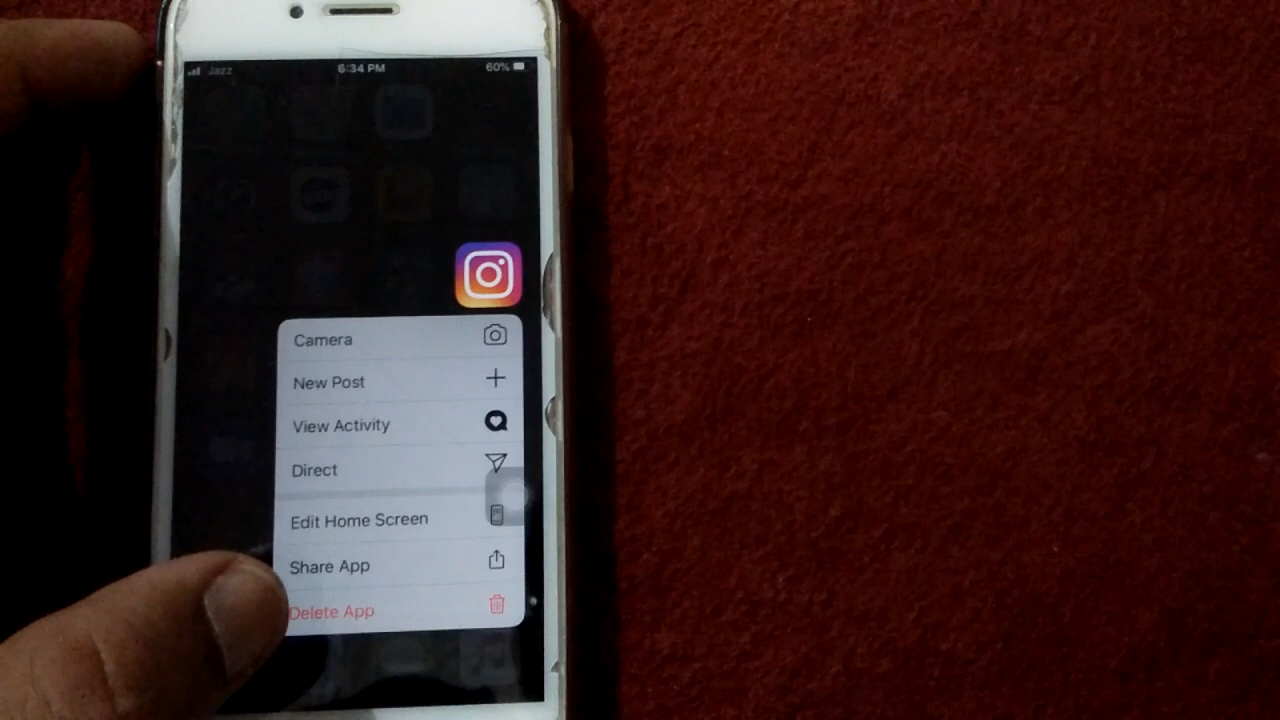 Jazz 6:34 PM 60%
Camera
New Post
View Activity
Direct
Edit Home Screen
Share App
Delete App